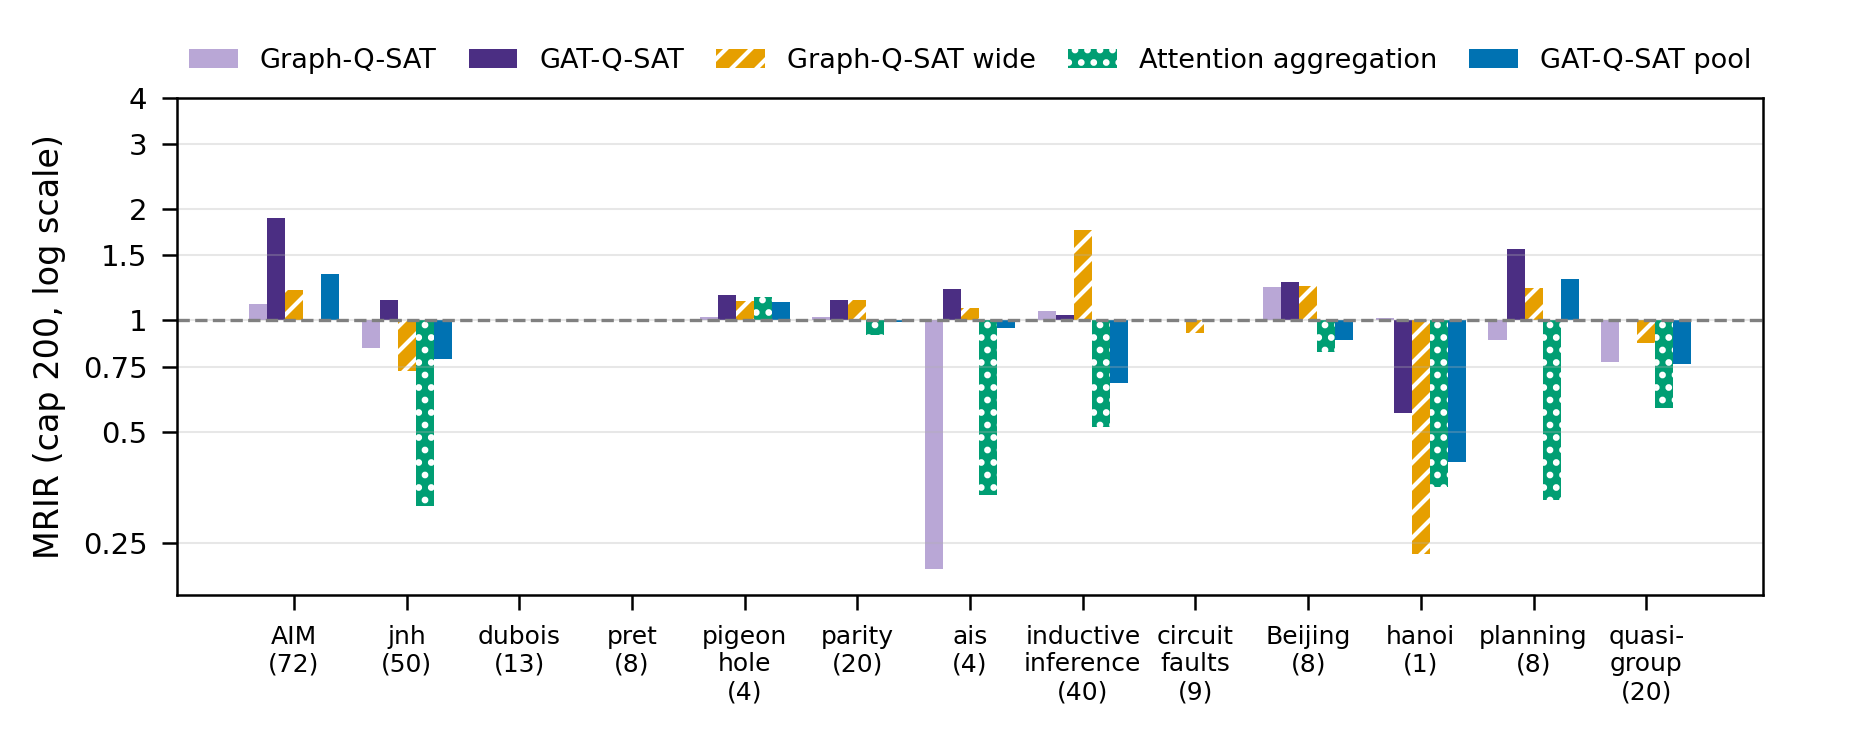 Graph-Q-SAT GAT-Q-SAT Graph-Q-SAT wide Attention aggregation GAT-Q-SAT pool
MRIR (cap 200, log scale)
4
3
2
1.5
1
0.75
0.5
0.25
AIM (72)
jnh (50)
dubois (13)
pret (8)
pigeon hole (4)
parity (20)
ais (4)
inductive inference (40)
circuit faults (9)
Beijing (8)
hanoi (1)
planning (8)
quasi- group (20)